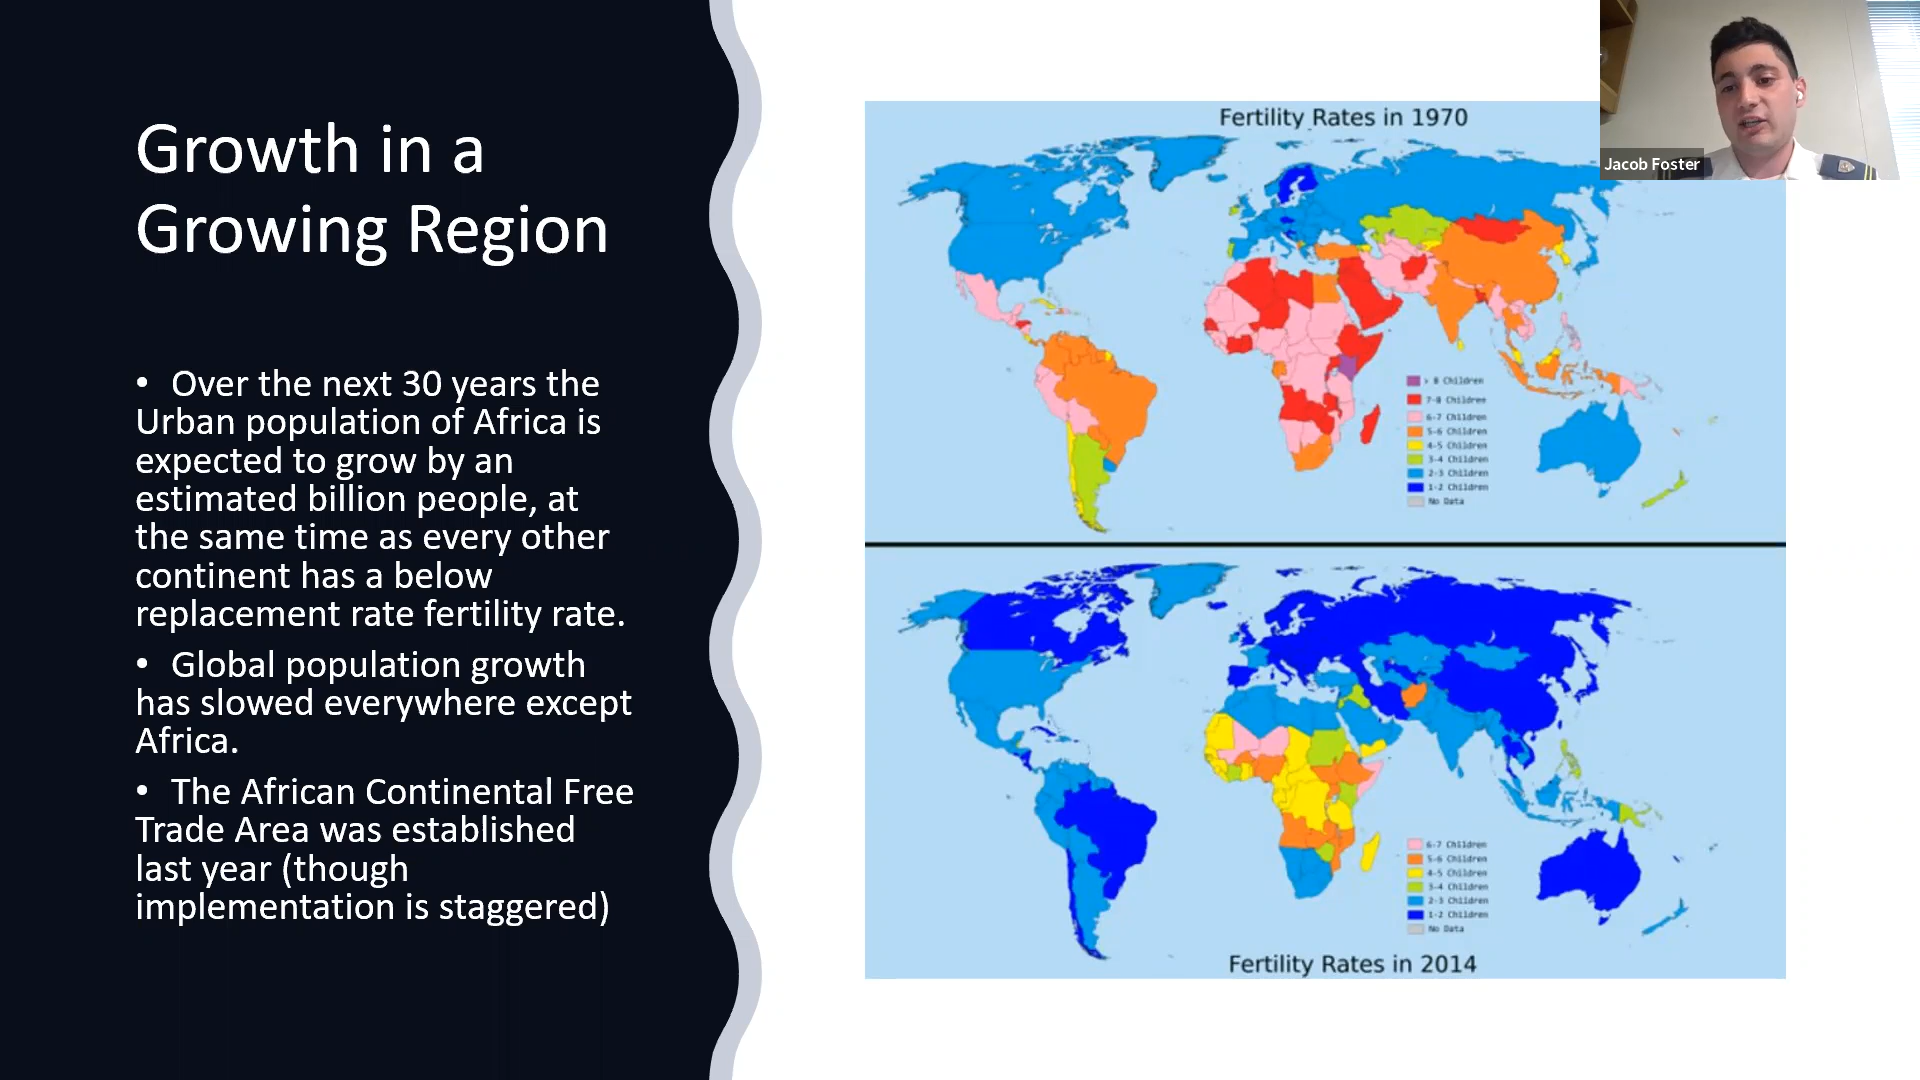 Growth in a
Growing Region
• Over the next 30 years the
Urban population of Africa is
expected to grow by an
estimated billion people, at
the same time as every other
continent has a below
replacement rate fertility rate.
• Global population growth
has slowed everywhere except
Africa.
• The African Continental Free
Trade Area was established
last year (though
implementation is staggered)
Fertility Rates in 1970
> 8 Children
7-8 Children
6-7 Children
5-6 Children
4-5 Children
3-4 Children
2-3 Children
1-2 Children
No Data
6-7 Children
5-6 Children
4-5 Children
3-4 Children
2-3 Children
1-2 Children
No Data
Fertility Rates in 2014
Jacob Foster